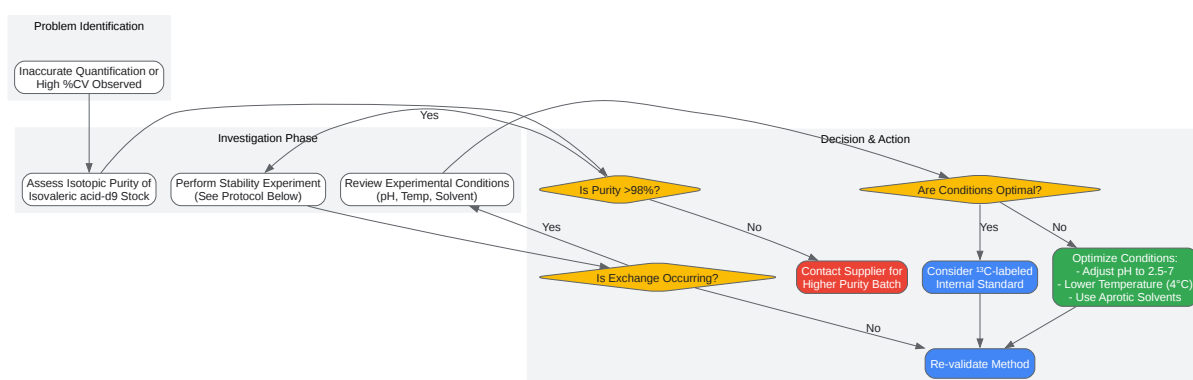 Problem Identification
Inaccurate Quantification or
High %CV Observed
Yes
Investigation Phase
Decision & Action
Assess Isotopic Purity of
Isovaleric acid-d9 Stock
Perform Stability Experiment
(See Protocol Below)
Review Experimental Conditions
(pH, Temp, Solvent)
Is Purity >98%?
Are Conditions Optimal?
Yes
No
Yes
No
Is Exchange Occurring?
Contact Supplier for
Higher Purity Batch
Consider ¹³C-labeled
Internal Standard
Optimize Conditions:
- Adjust pH to 2.5-7
- Lower Temperature (4°C)
- Use Aprotic Solvents
No
Re-validate Method